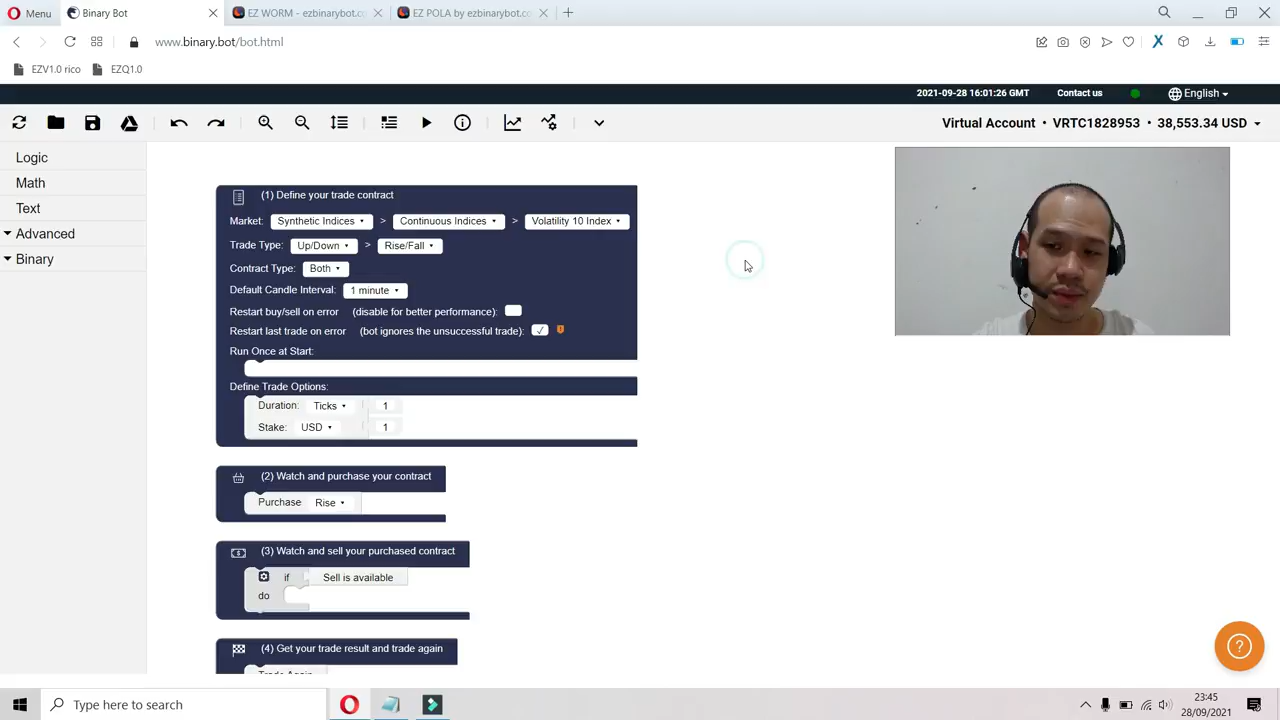 Menu
Binary Bot
EZ WORM - ezbinarybot.co
EZ POLA by ezbinarybot.co
www.binary.bot/bot.html
EZV1.0 rico
EZQ1.0
2021-09-28 16:01:26 GMT
Contact us
English
Virtual Account • VRTC1828953 • 38,553.34 USD
Logic
Math
Text
Advanced
Binary
(1) Define your trade contract
Market: Synthetic Indices > Continuous Indices > Volatility 10 Index
Trade Type: Up/Down > Rise/Fall
Contract Type: Both
Default Candle Interval: 1 minute
Restart buy/sell on error (disable for better performance):
Restart last trade on error (bot ignores the unsuccessful trade): ✓
Run Once at Start:
Define Trade Options:
Duration: Ticks 1
Stake: USD 1
(2) Watch and purchase your contract
Purchase Rise
(3) Watch and sell your purchased contract
if Sell is available
do
(4) Get your trade result and trade again
Trade Again
Type here to search
23:45
28/09/2021